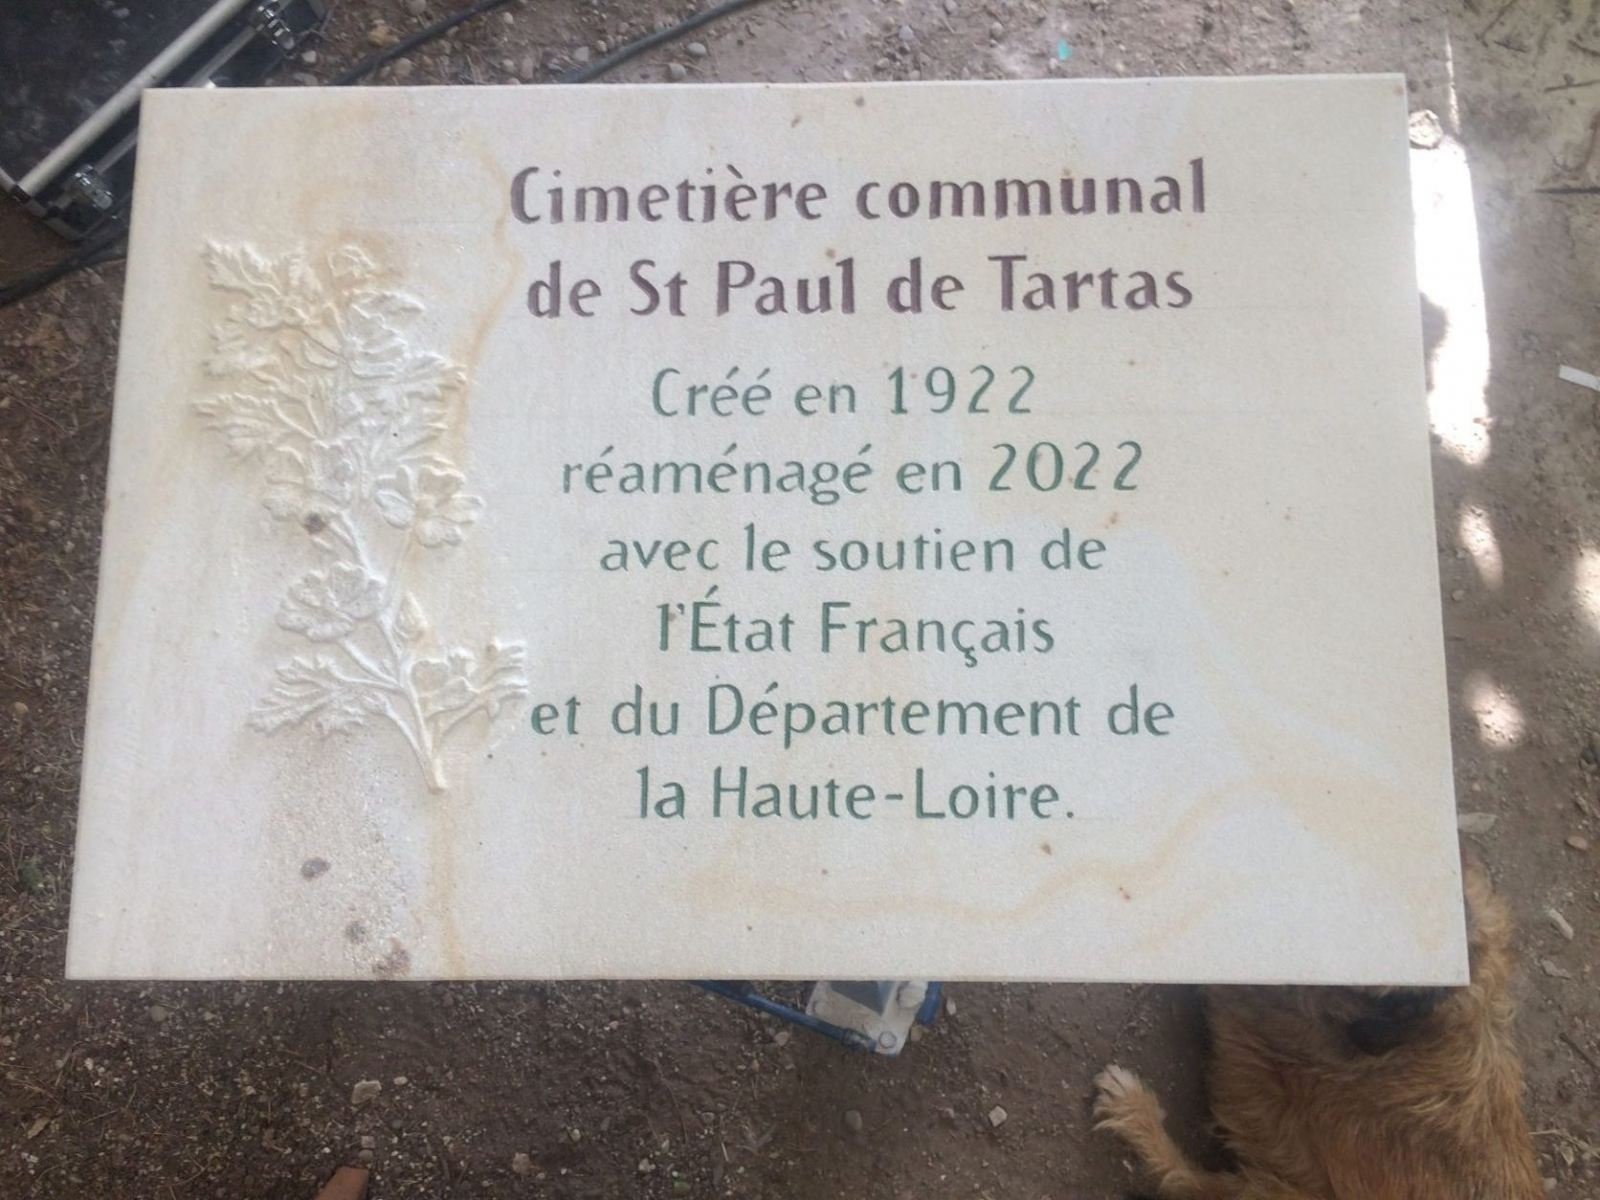 Cimetière communal
de St Paul de Tartas
Créé en 1922
réaménagé en 2022
avec le soutien de
l'État Français
et du Département de
la Haute-Loire.